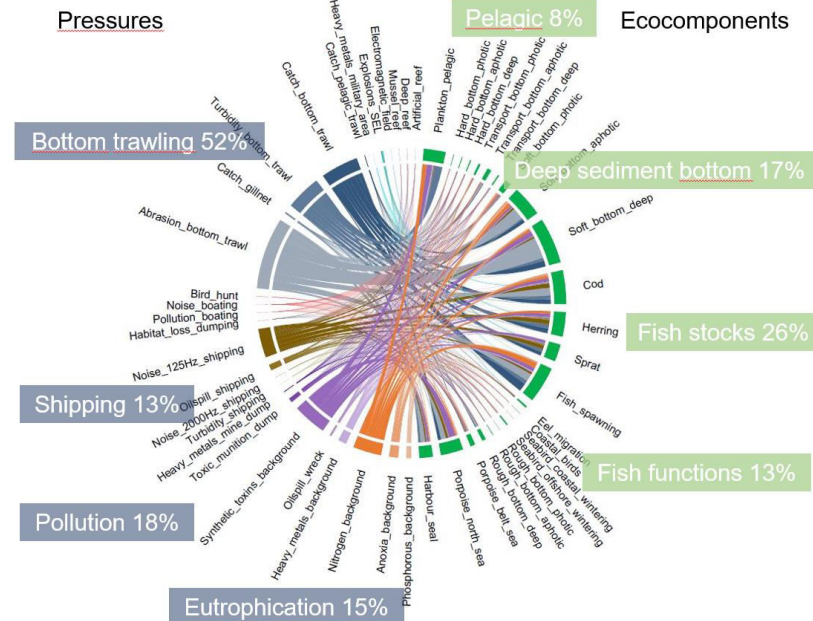 Pressures
Ecocomponents
Pelagic 8%
Bottom trawling 52%
Deep sediment bottom 17%
Fish stocks 26%
Shipping 13%
Fish functions 13%
Pollution 18%
Eutrophication 15%
Artificial_reef
Deep_reef
Mussel_reef
Electromagnetic_field
Explosions_SEL
Heavy_metals_military_area
Catch_pelagic_trawl
Catch_bottom_trawl
Turbidity_bottom_trawl
Catch_gillnet
Abrasion_bottom_trawl
Bird_hunt
Noise_boating
Pollution_boating
Habitat_loss_dumping
Noise_125Hz_shipping
Oilspill_shipping
Noise_2000Hz_shipping
Turbidity_shipping
Heavy_metals_mine_dump
Toxic_munition_dump
Synthetic_toxins_background
Oilspill_wreck
Heavy_metals_background
Nitrogen_background
Anoxia_background
Phosphorous_background
Plankton_pelagic
Hard_bottom_photic
Hard_bottom_aphotic
Hard_bottom_deep
Transport_bottom_photic
Transport_bottom_aphotic
Transport_bottom_deep
bottom_photic
aphotic
Soft_bottom_deep
Cod
Herring
Sprat
Fish_spawning
Eel_migration
Coastal_birds
Seabird_coastal_wintering
Seabird_offshore_wintering
Rough_bottom_photic
Rough_bottom_aphotic
Rough_bottom_deep
Porpoise_belt_sea
Porpoise_north_sea
Harbour_seal